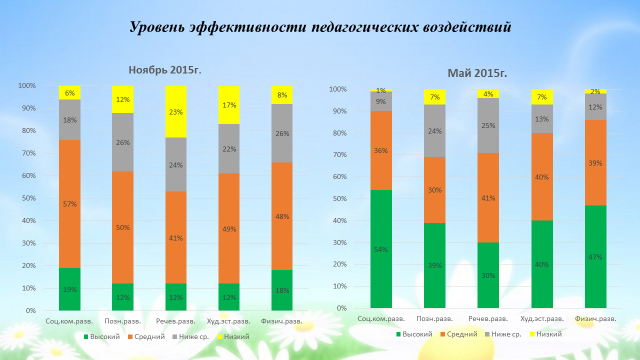 Уровень эффективности педагогических воздействий
Ноябрь 2015г.
100%
90%
80%
70%
60%
50%
40%
30%
20%
10%
0%
6% 12% 23% 17% 8%
18% 26% 24% 22% 26%
57% 50% 41% 49% 48%
19% 12% 12% 12% 18%
Соц.ком.разв. Позн.разв. Речев.разв. Худ.эст.разв. Физич.разв.
Высокий Средний Ниже ср. Низкий
Май 2015г.
100%
90%
80%
70%
60%
50%
40%
30%
20%
10%
0%
1% 7% 4% 7% 2%
9% 24% 25% 13% 12%
36% 30% 41% 40% 39%
54% 39% 30% 40% 47%
Соц.ком.разв. Позн.разв. Речев.разв. Худ.эст.разв. Физич.разв.
Высокий Средний Ниже ср. Низкий